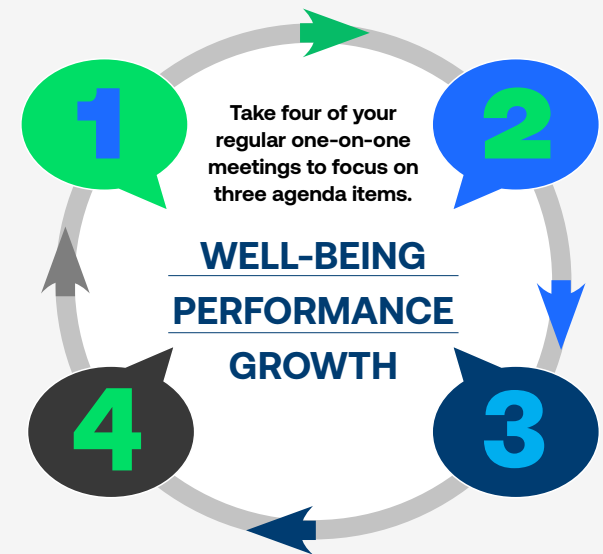 1
2
Take four of your
regular one-on-one
meetings to focus on
three agenda items.
WELL-BEING
PERFORMANCE
GROWTH
4
3